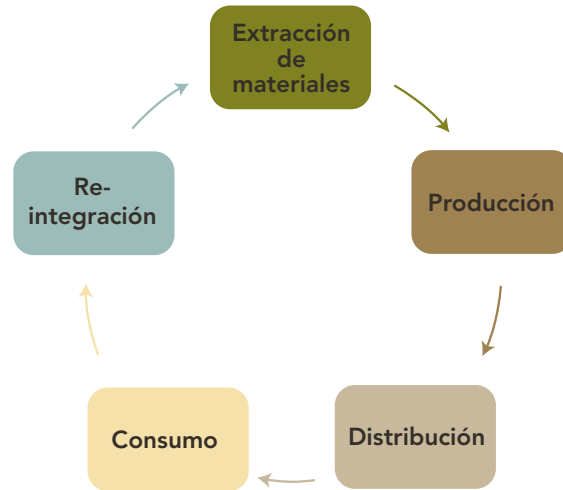 Extracción
de
materiales
Producción
Distribución
Consumo
Re-
integración